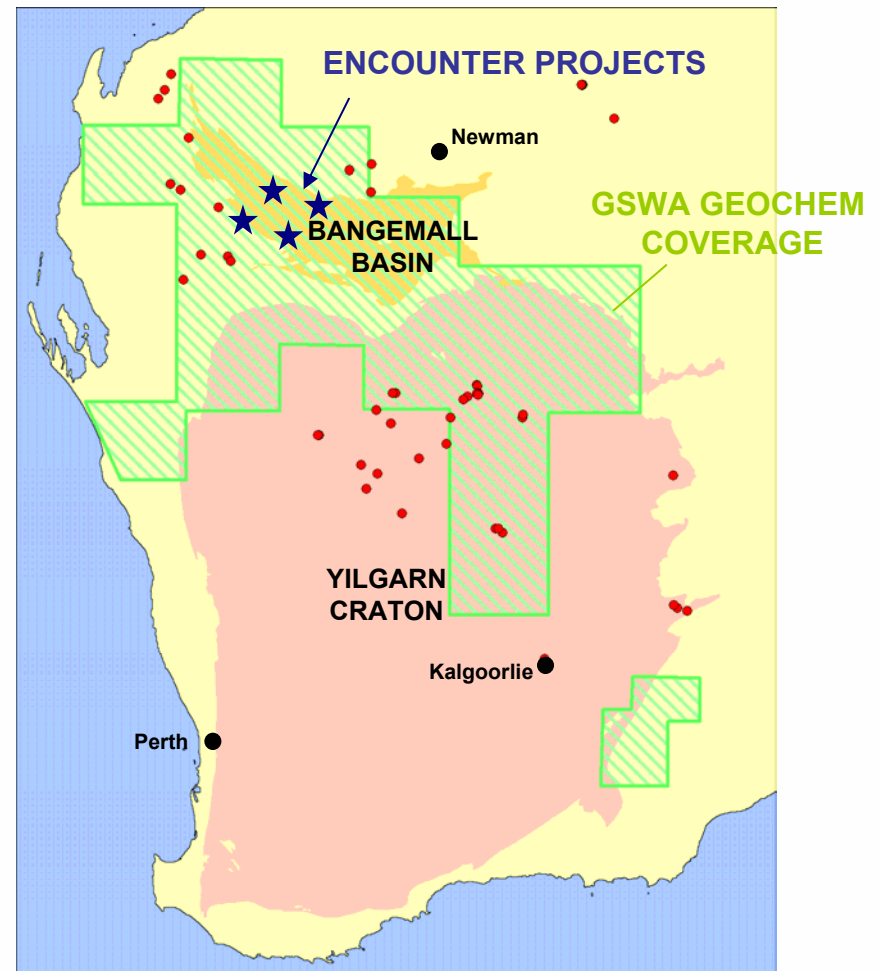 ENCOUNTER PROJECTS
Newman
GSWA GEOCHEM
COVERAGE
BANGEMALL
BASIN
YILGARN
CRATON
Kalgoorlie
Perth